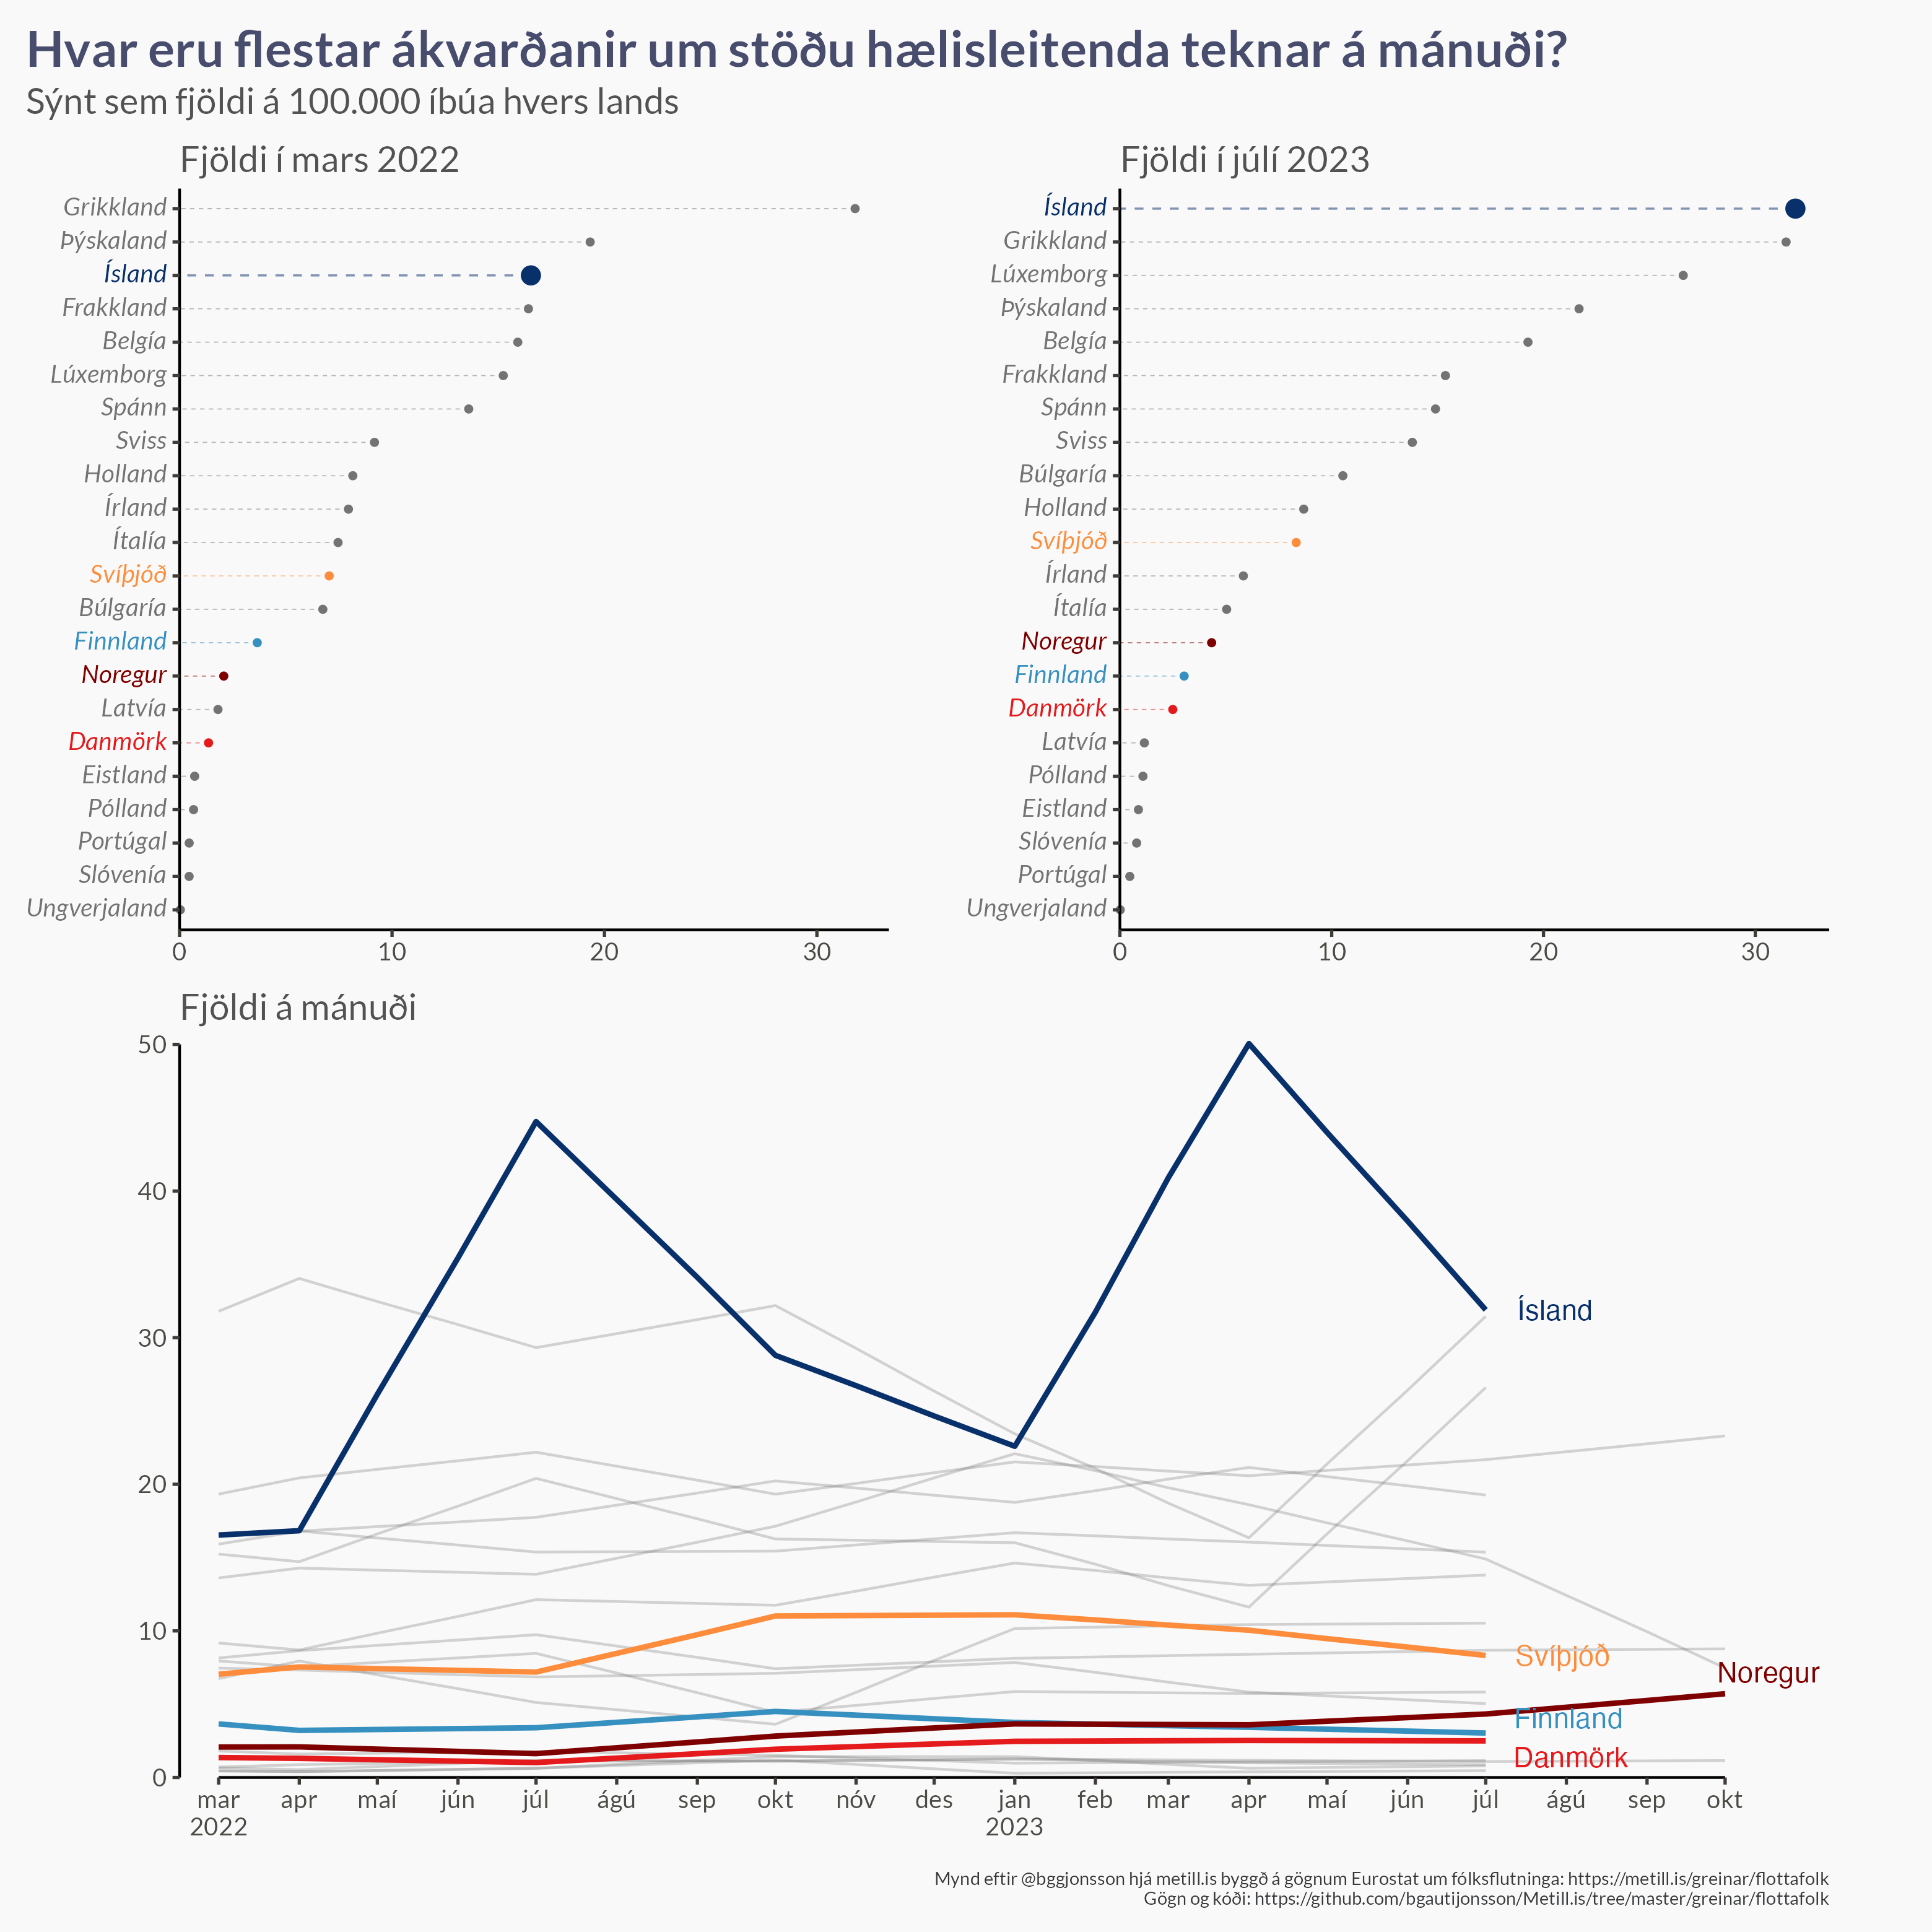 Hvar eru flestar ákvarðanir um stöðu hælisleitenda teknar á mánuði?
Sýnt sem fjöldi á 100.000 íbúa hvers lands
Fjöldi í mars 2022
Grikkland
Þýskaland
Ísland
Frakkland
Belgía
Lúxemborg
Spánn
Sviss
Holland
Írland
Ítalía
Svíþjóð
Búlgaría
Finnland
Noregur
Latvía
Danmörk
Eistland
Pólland
Portúgal
Slóvenía
Ungverjaland
0 10 20 30
Fjöldi í júlí 2023
Ísland
Grikkland
Lúxemborg
Þýskaland
Belgía
Frakkland
Spánn
Sviss
Búlgaría
Holland
Svíþjóð
Írland
Ítalía
Noregur
Finnland
Danmörk
Latvía
Pólland
Eistland
Slóvenía
Portúgal
Ungverjaland
0 10 20 30
Fjöldi á mánuði
50
40
30
20
10
0
Ísland
Svíþjóð
Noregur
Finnland
Danmörk
mar apr maí jún júl ágú sep okt nóv des jan feb mar apr maí jún júl ágú sep okt
2022 2023
Mynd eftir @bggjonsson hjá metill.is byggð á gögnum Eurostat um fólksflutninga: https://metill.is/greinar/flottafolk
Gögn og kóði: https://github.com/bgautijonsson/Metill.is/tree/master/greinar/flottafolk